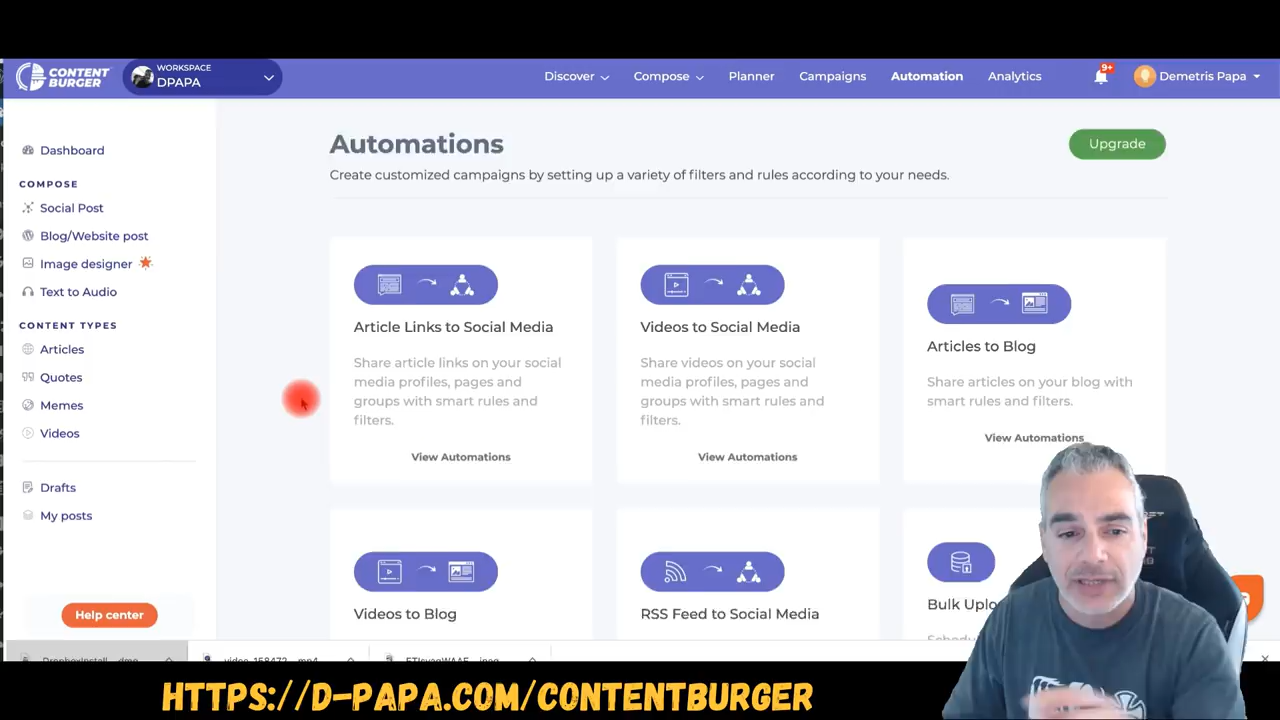 CONTENT
BURGER
WORKSPACE
DPAPA
Discover
Compose
Planner
Campaigns
Automation
Analytics
9+
Demetris Papa
Dashboard
COMPOSE
Social Post
Blog/Website post
Image designer
Text to Audio
CONTENT TYPES
Articles
Quotes
Memes
Videos
Drafts
My posts
Help center
Automations
Upgrade
Create customized campaigns by setting up a variety of filters and rules according to your needs.
Article Links to Social Media
Share article links on your social
media profiles, pages and
groups with smart rules and
filters.
View Automations
Videos to Social Media
Share videos on your social
media profiles, pages and
groups with smart rules and
filters.
View Automations
Articles to Blog
Share articles on your blog with
smart rules and filters.
View Automations
Videos to Blog
RSS Feed to Social Media
Bulk Uplo
HTTPS://D-PAPA.COM/CONTENTBURGER